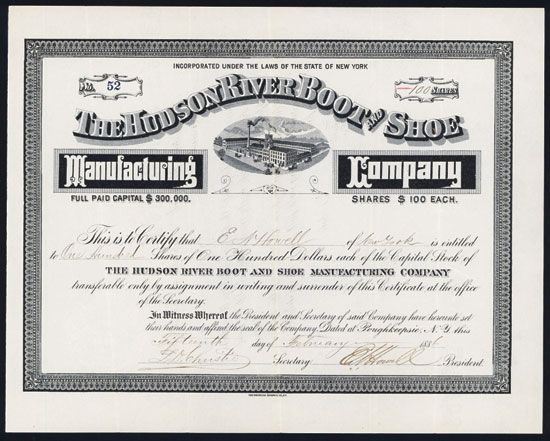 INCORPORATED UNDER THE LAWS OF THE STATE OF NEW YORK
No. 52
100 SHARES
THE HUDSON RIVER BOOT AND SHOE
Manufacturing Company
FULL PAID CAPITAL $ 300,000. SHARES $ 100 EACH.
This is to Certify that E. N. Howell of New York is entitled
to One Hundred Shares of One Hundred Dollars each of the Capital Stock of
THE HUDSON RIVER BOOT AND SHOE MANUFACTURING COMPANY
transferable only by assignment in writing and surrender of this Certificate at the office
of the Secretary.
In Witness Whereof the President and Secretary of said Company have hereunto set
their hands and affixed the seal of the Company. Dated at Poughkeepsie, N.Y. this
Fifteenth day of February 1886
Secretary Howell President.